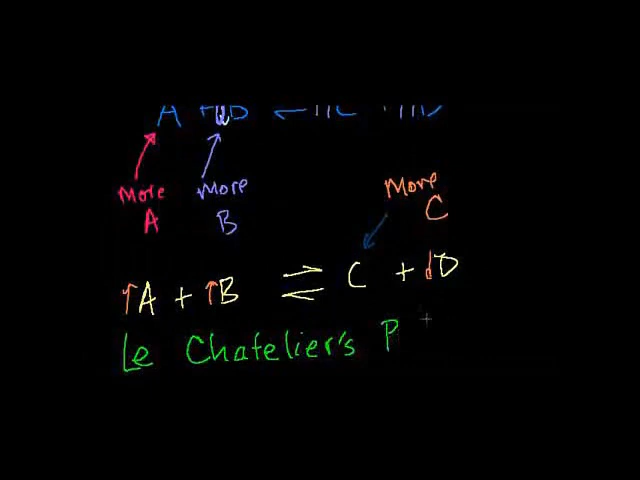 More More More
A B C
↑A + ↑B ⇌ C + ↓D
Le Chatelier's P